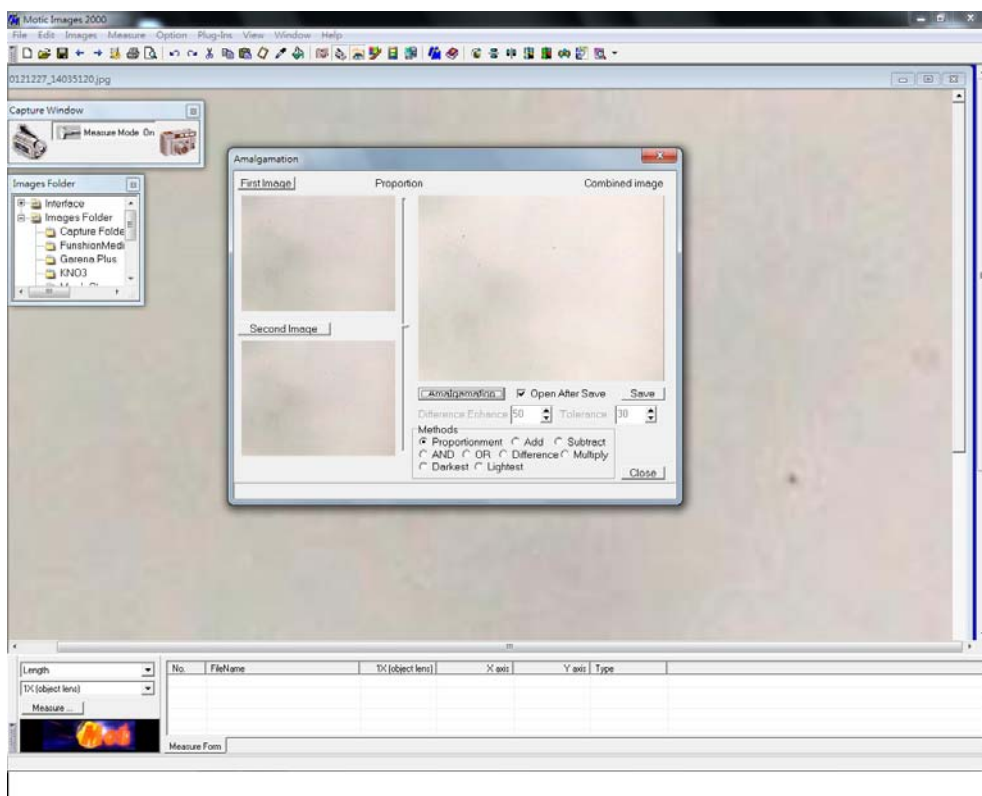 Motic Images 2000
File Edit Images Measure Option Plug-Ins View Window Help
0121227_14035120.jpg
Capture Window
Measure Mode On
Images Folder
Interface
Images Folder
Capture Folde
FunshionMedi
Garena Plus
KNO3
Amalgamation
First Image Proportion Combined image
Second Image
Amalgamation Open After Save Save
Difference Enhance 50 Tolerance 30
Methods
Proportionment Add Subtract
AND OR Difference Multiply
Darkest Lightest
Close
Length
1X (object lens)
Measure ...
No. FileName 1X (object lens) X axis Y axis Type
Measure Form